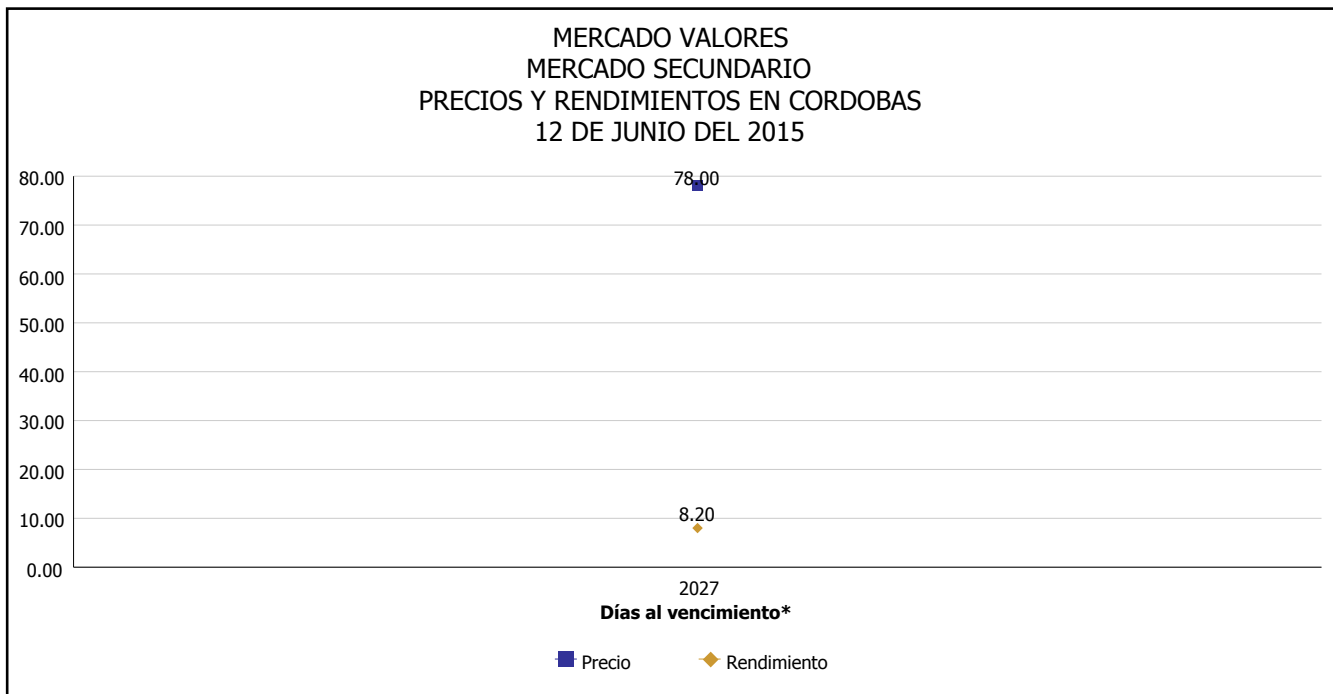 MERCADO VALORES
MERCADO SECUNDARIO
PRECIOS Y RENDIMIENTOS EN CORDOBAS
12 DE JUNIO DEL 2015
80.00
78.00
70.00
60.00
50.00
40.00
30.00
20.00
10.00
8.20
0.00
2027
Días al vencimiento*
Precio
Rendimiento